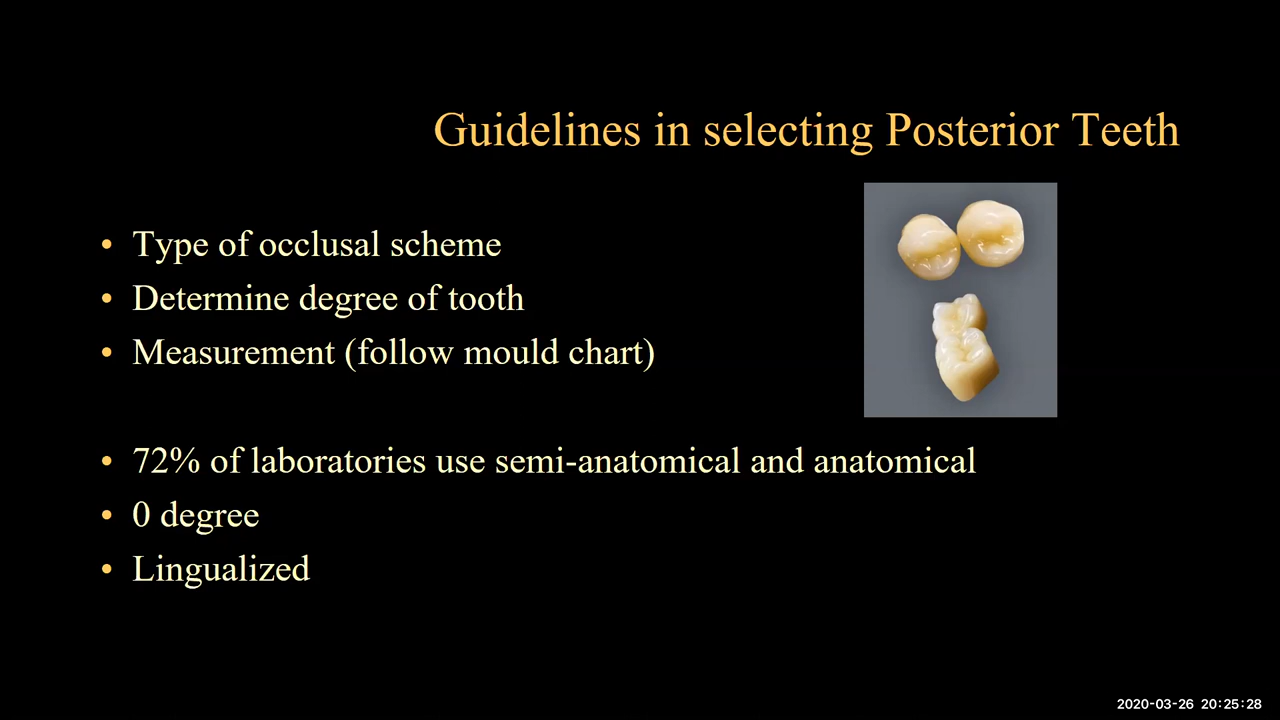 Guidelines in selecting Posterior Teeth
• Type of occlusal scheme
• Determine degree of tooth
• Measurement (follow mould chart)
• 72% of laboratories use semi-anatomical and anatomical
• 0 degree
• Lingualized
2020-03-26 20:25:28